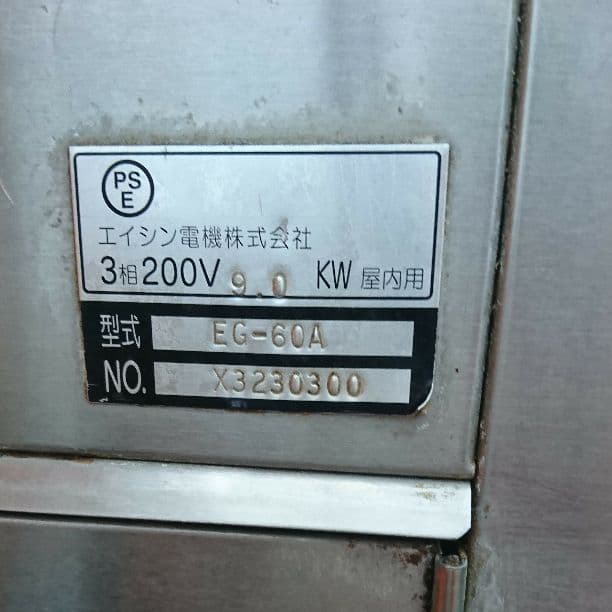 PS
E
エイシン電機株式会社
3相200V 9.0 KW 屋内用
型式 EG-60A
NO. X3230300